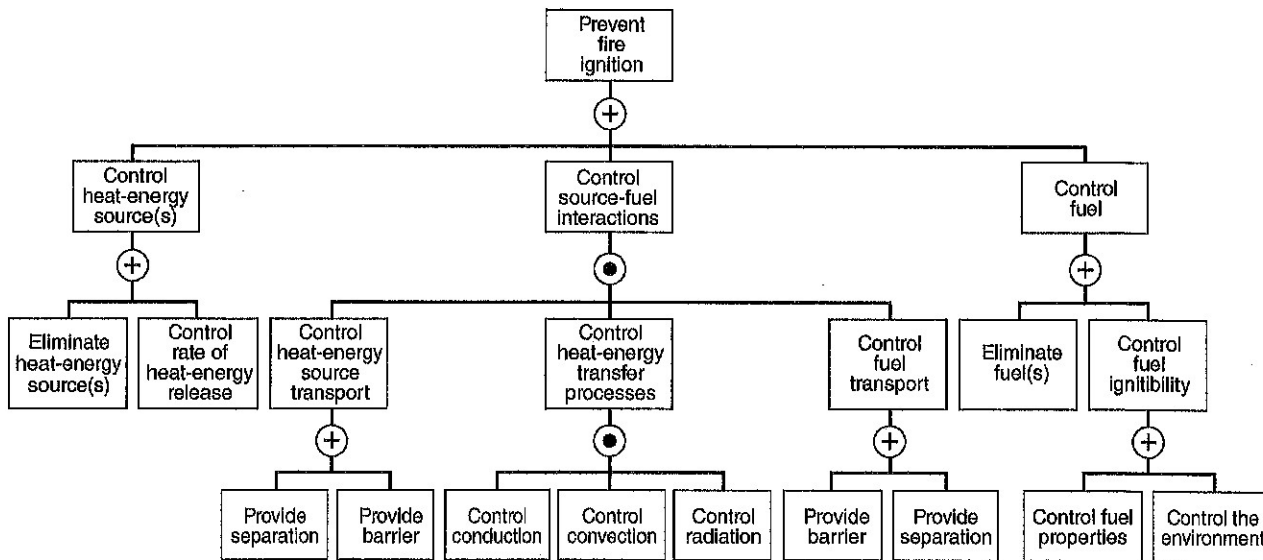 Prevent
fire
ignition
+
Control
heat-energy
source(s)
Control
source-fuel
interactions
Control
fuel
+
+
Eliminate
heat-energy
source(s)
Control
rate of
heat-energy
release
Control
heat-energy
source
transport
Control
heat-energy
transfer
processes
Control
fuel
transport
Eliminate
fuel(s)
Control
fuel
ignitibility
+
+
+
Provide
separation
Provide
barrier
Control
conduction
Control
convection
Control
radiation
Provide
barrier
Provide
separation
Control fuel
properties
Control the
environment